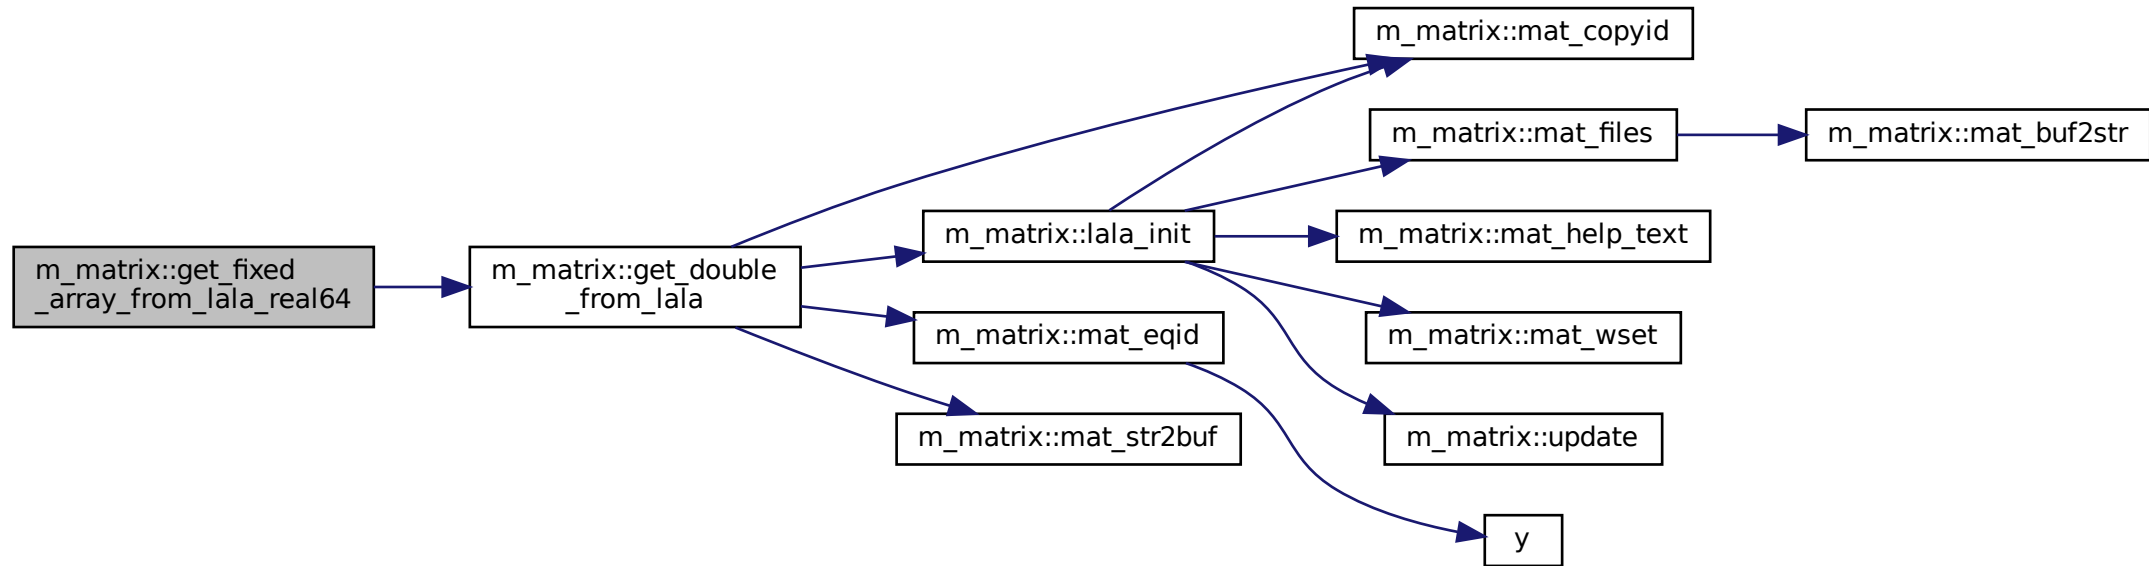 m_matrix::get_fixed
_array_from_lala_real64
m_matrix::get_double
_from_lala
m_matrix::mat_copyid
m_matrix::lala_init
m_matrix::mat_files
m_matrix::mat_buf2str
m_matrix::mat_help_text
m_matrix::mat_wset
m_matrix::update
m_matrix::mat_eqid
y
m_matrix::mat_str2buf